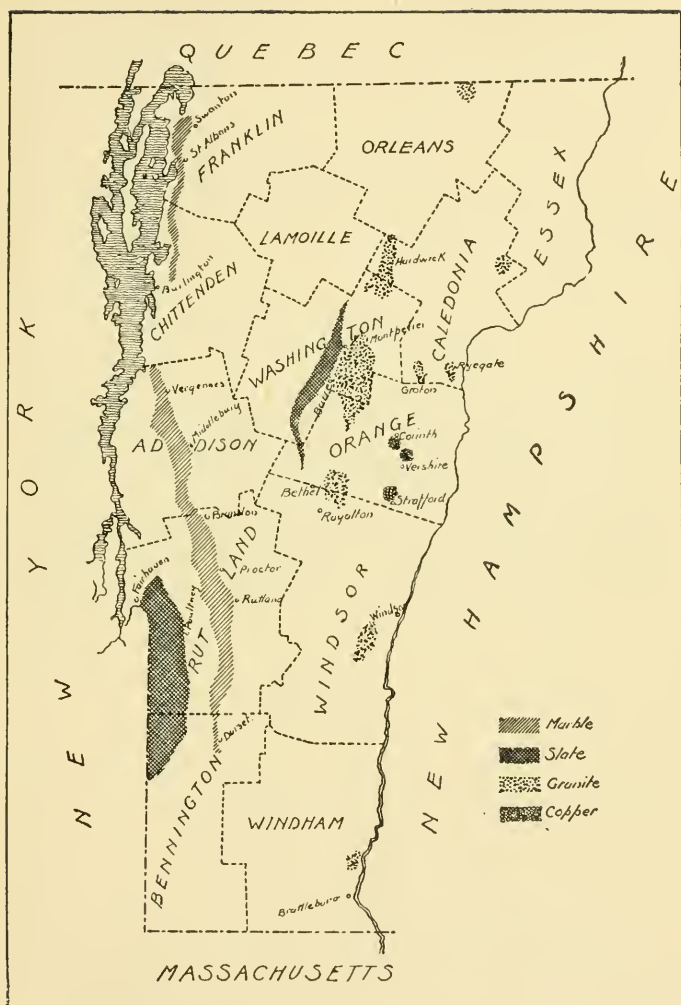 QUEBEC
Swanton
St Albans
FRANKLIN
ORLEANS
ESSEX
LAMOILLE
Hardwick
CALEDONIA
Burlington
CHITTENDEN
WASHINGTON
Montpelier
Barre
Groton
Ryegate
Vergennes
Middlebury
ADDISON
ORANGE
Corinth
Vershire
Strafford
Bethel
Royalton
Brandon
Proctor
Rutland
RUTLAND
Fairhaven
Poultney
Windsor
WINDSOR
Dorset
BENNINGTON
WINDHAM
Brattleboro
NEW YORK
NEW HAMPSHIRE
Marble
Slate
Granite
Copper
MASSACHUSETTS